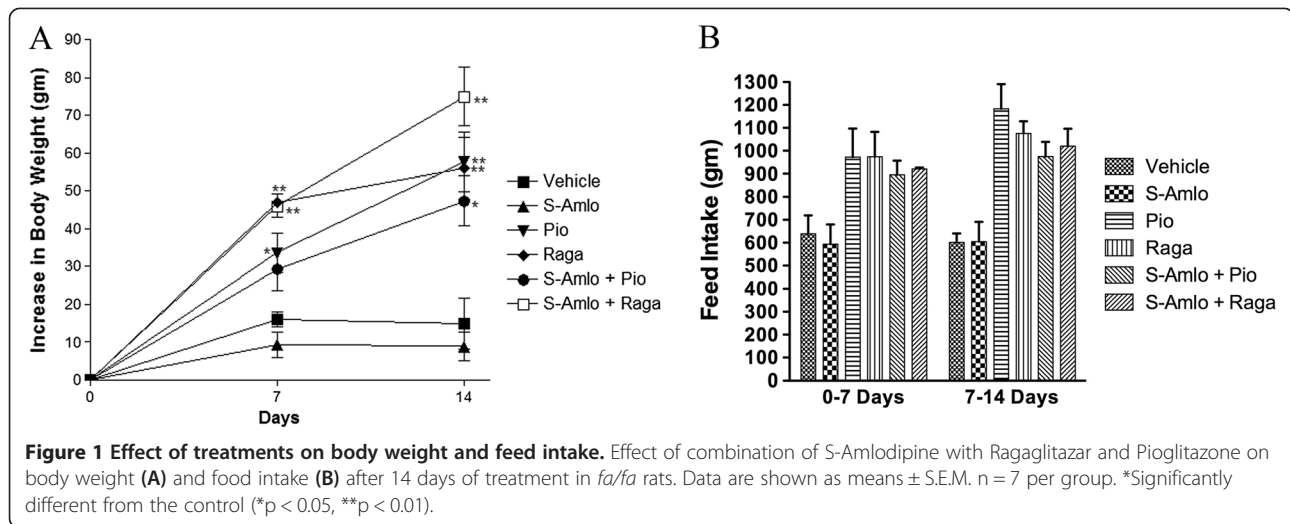 A
90
80
70
60
50
40
30
20
10
0
Increase in Body Weight (gm)
**
**
*
**
**
**
*
0
7
14
Days
Vehicle
S-Amlo
Pio
Raga
S-Amlo + Pio
S-Amlo + Raga
B
1300
1200
1100
1000
900
800
700
600
500
400
300
200
100
0
Feed Intake (gm)
0-7 Days
7-14 Days
Vehicle
S-Amlo
Pio
Raga
S-Amlo + Pio
S-Amlo + Raga
Figure 1 Effect of treatments on body weight and feed intake. Effect of combination of S-Amlodipine with Ragaglitazar and Pioglitazone on
body weight (A) and food intake (B) after 14 days of treatment in fa/fa rats. Data are shown as means ± S.E.M. n = 7 per group. *Significantly
different from the control (*p < 0.05, **p < 0.01).